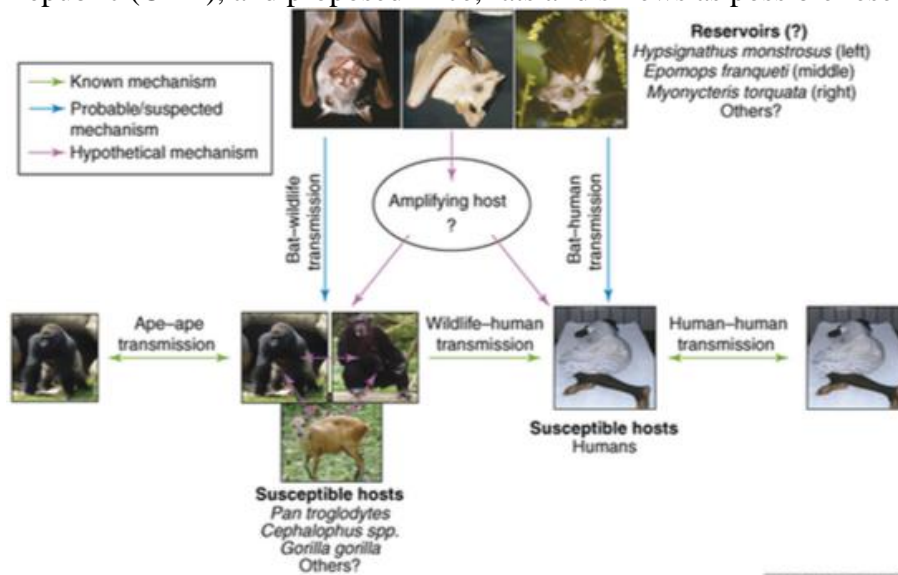 Reservoirs (?)
Hypsignathus monstrosus (left)
Epomops franqueti (middle)
Myonycteris torquata (right)
Others?
Known mechanism
Probable/suspected
mechanism
Hypothetical mechanism
Bat–wildlife
transmission
Amplifying host
?
Bat–human
transmission
Ape–ape
transmission
Wildlife–human
transmission
Human–human
transmission
Susceptible hosts
Humans
Susceptible hosts
Pan troglodytes
Cephalophus spp.
Gorilla gorilla
Others?